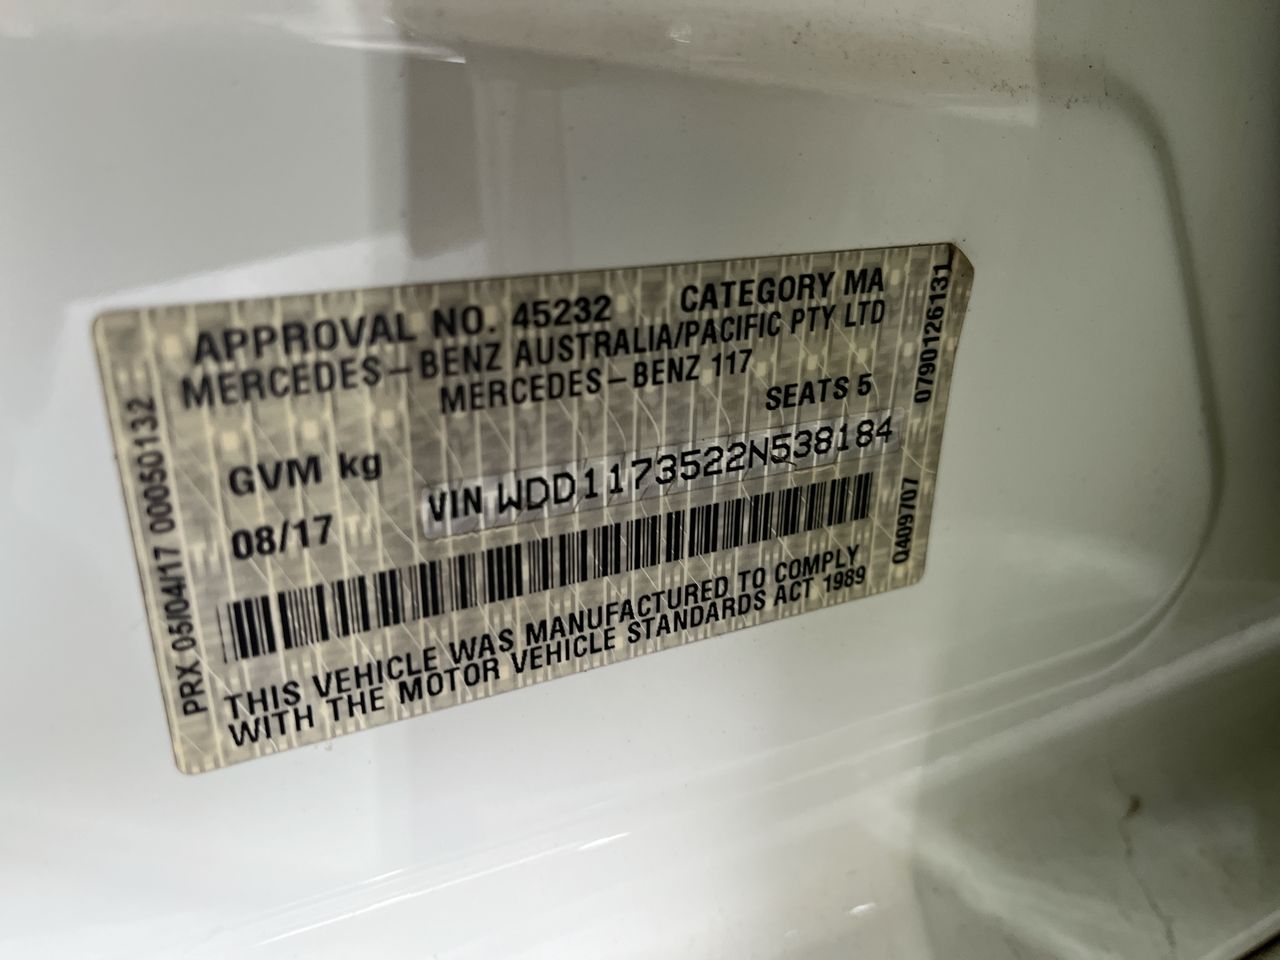 APPROVAL NO. 45232 CATEGORY MA
MERCEDES-BENZ AUSTRALIA/PACIFIC PTY LTD
MERCEDES-BENZ 117
SEATS 5
GVM kg
VIN WDD1173522N538184
08/17
THIS VEHICLE WAS MANUFACTURED TO COMPLY
WITH THE MOTOR VEHICLE STANDARDS ACT 1989
PRX 05/04/17 00050132
Q409707 0790126131